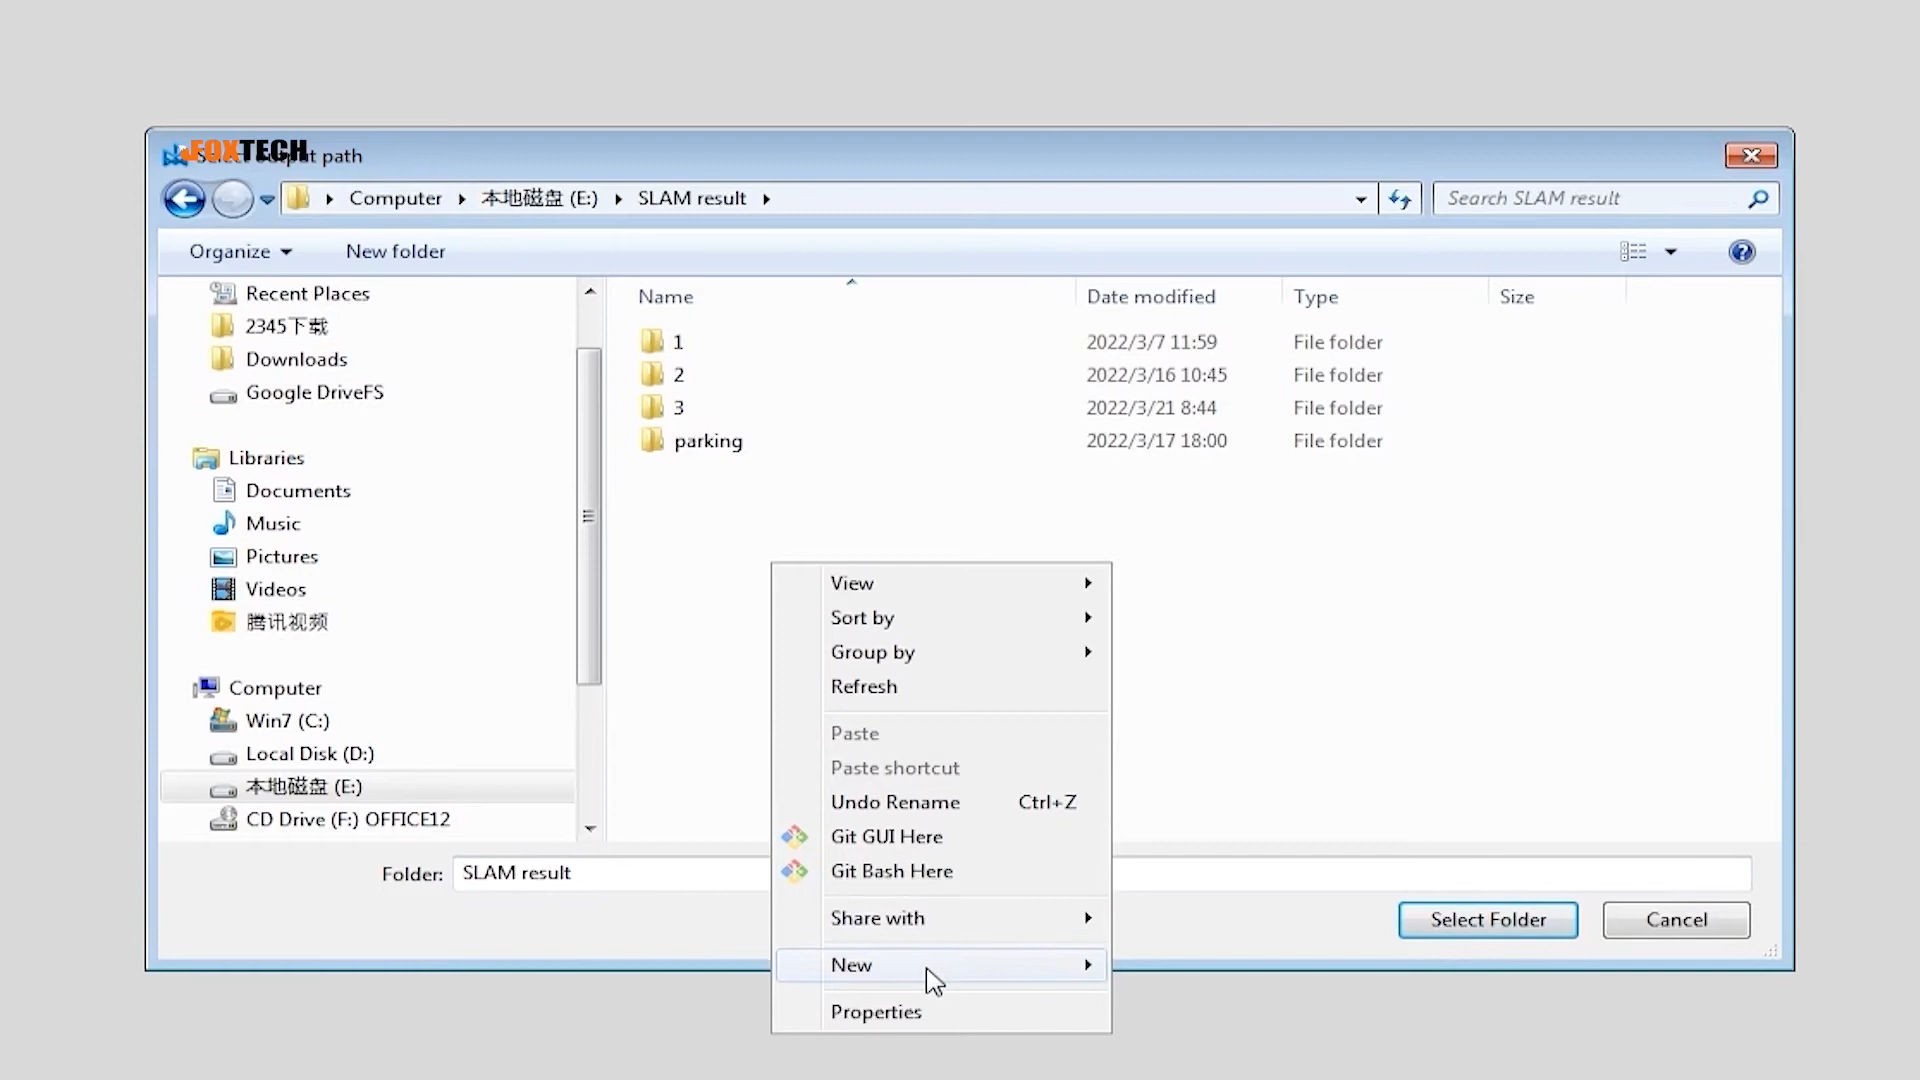 FOXTECH
Select output path
Computer 本地磁盘 (E:) SLAM result
Search SLAM result
Organize New folder
Name Date modified Type Size
Recent Places
2345下载
Downloads
Google DriveFS
Libraries
Documents
Music
Pictures
Videos
腾讯视频
Computer
Win7 (C:)
Local Disk (D:)
本地磁盘 (E:)
CD Drive (F:) OFFICE12
1 2022/3/7 11:59 File folder
2 2022/3/16 10:45 File folder
3 2022/3/21 8:44 File folder
parking 2022/3/17 18:00 File folder
View
Sort by
Group by
Refresh
Paste
Paste shortcut
Undo Rename Ctrl+Z
Git GUI Here
Git Bash Here
Share with
New
Properties
Folder: SLAM result
Select Folder Cancel